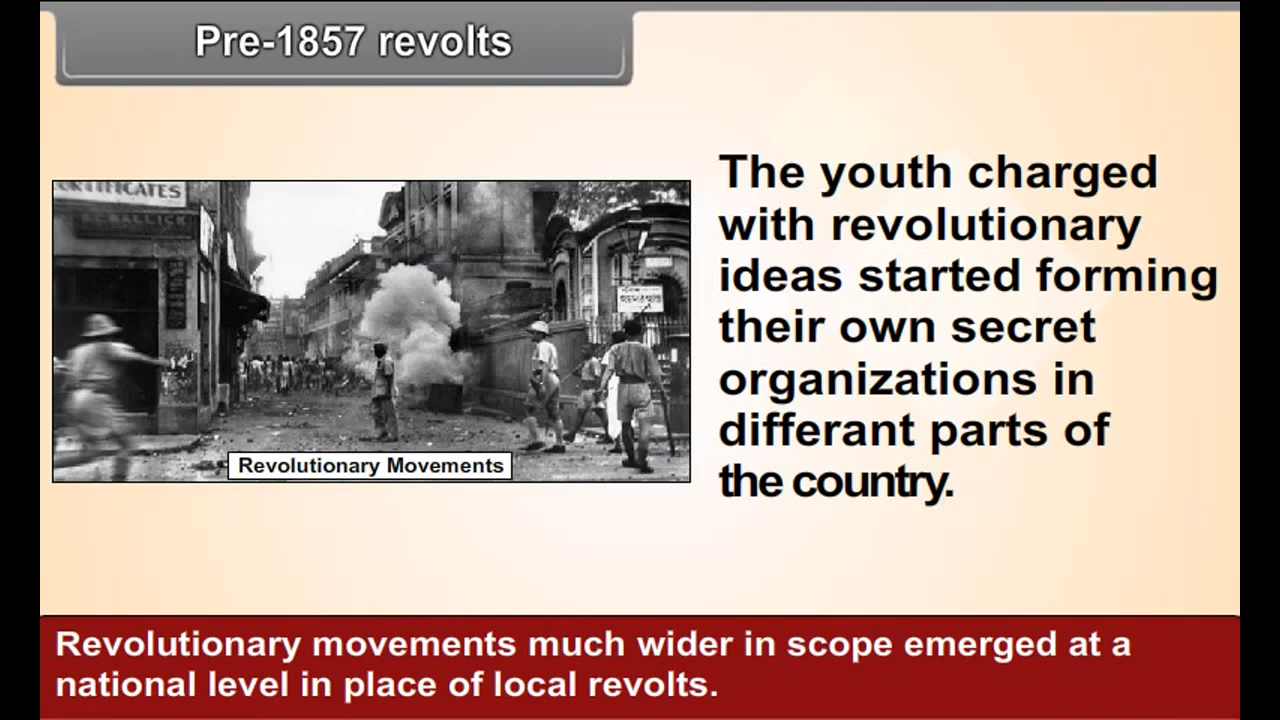 Pre-1857 revolts
The youth charged
with revolutionary
ideas started forming
their own secret
organizations in
differant parts of
the country.
Revolutionary Movements
Revolutionary movements much wider in scope emerged at a
national level in place of local revolts.